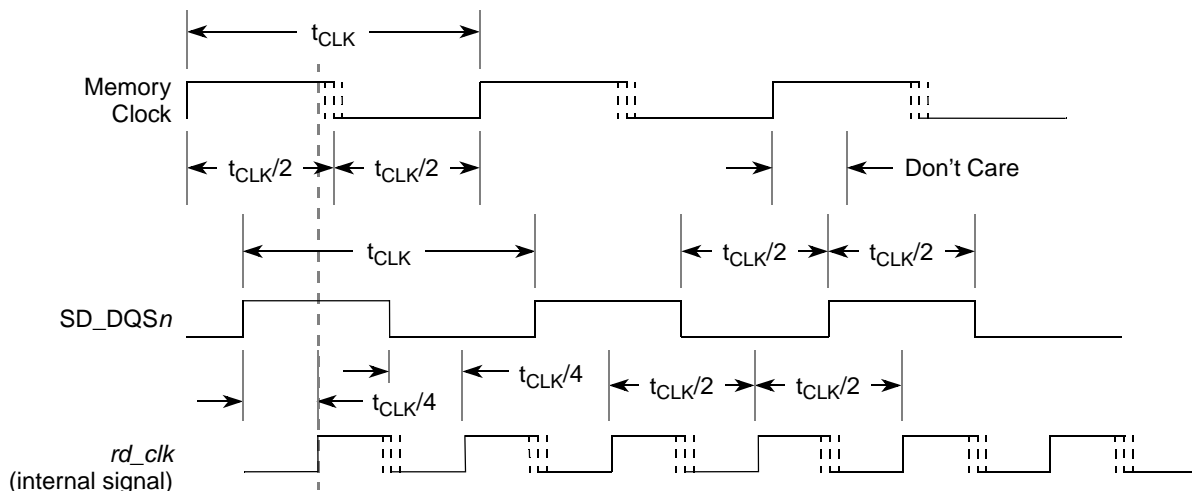 tCLK
Memory
Clock
tCLK/2 tCLK/2 Don't Care
tCLK tCLK/2 tCLK/2
SD_DQSn
tCLK/4 tCLK/2 tCLK/2
tCLK/4
rd_clk
(internal signal)